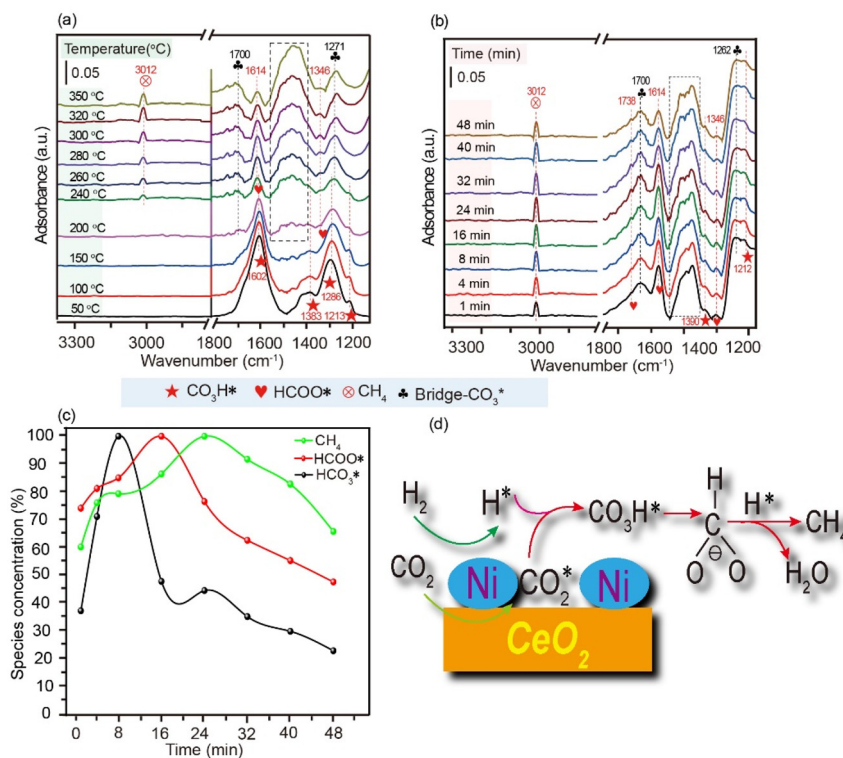 (a)
Temperature(°C)
0.05
3012
1700
1614
1346
1271
350 °C
320 °C
300 °C
280 °C
260 °C
240 °C
200 °C
150 °C
100 °C
50 °C
1602
1286
1383
1213
Absorbance (a.u.)
3300
3000
1800
1600
1400
1200
Wavenumber (cm⁻¹)
(b)
Time (min)
0.05
3012
1738
1700
1614
1346
1262
48 min
40 min
32 min
24 min
16 min
8 min
4 min
1 min
1390
1212
Absorbance (a.u.)
3300
3000
1800
1600
1400
1200
Wavenumber (cm⁻¹)
★ CO₃H* ♥ HCOO* ⊗ CH₄ ♣ Bridge-CO₃*
(c)
CH₄
HCOO*
HCO₃*
100
90
80
70
60
50
40
30
20
10
0
Species concentration (%)
0 8 16 24 32 40 48
Time (min)
(d)
H₂
H*
CO₃H*
H
C
⊖
O O
H*
CH₄
H₂O
CO₂
Ni
CO₂*
Ni
CeO₂